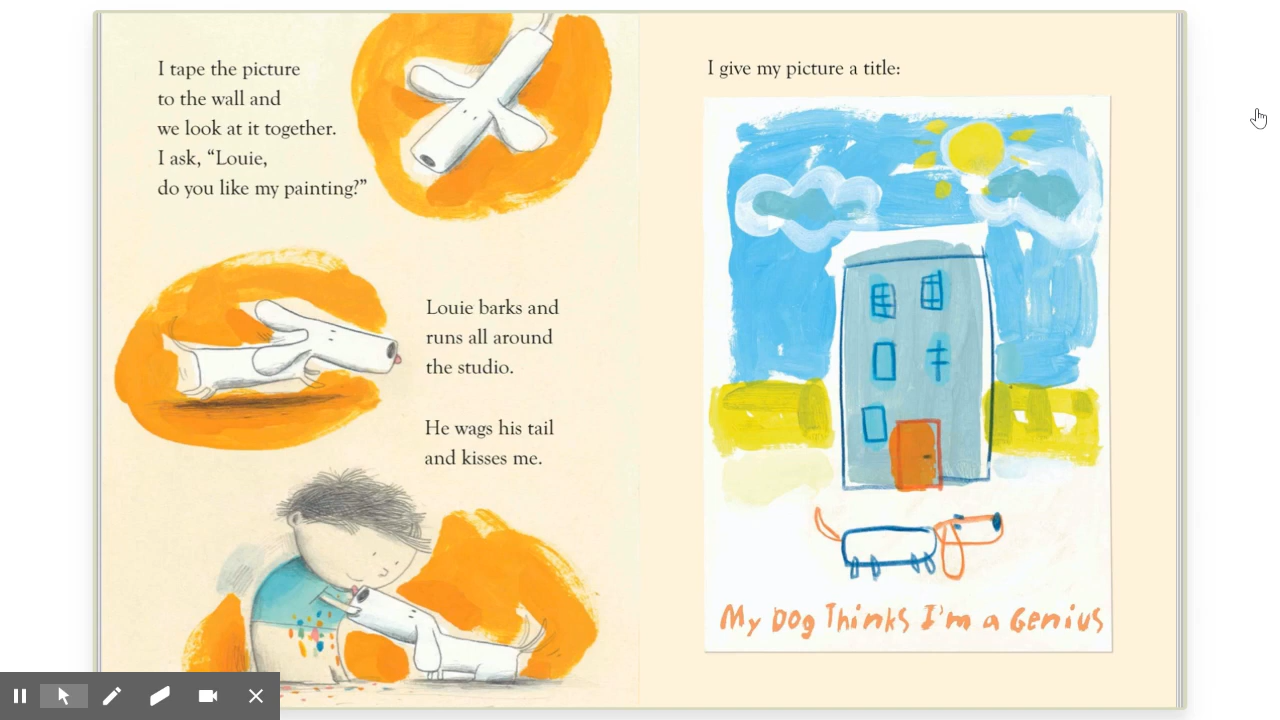 I tape the picture
to the wall and
we look at it together.
I ask, “Louie,
do you like my painting?”
Louie barks and
runs all around
the studio.
He wags his tail
and kisses me.
I give my picture a title:
My Dog Thinks I'm a Genius